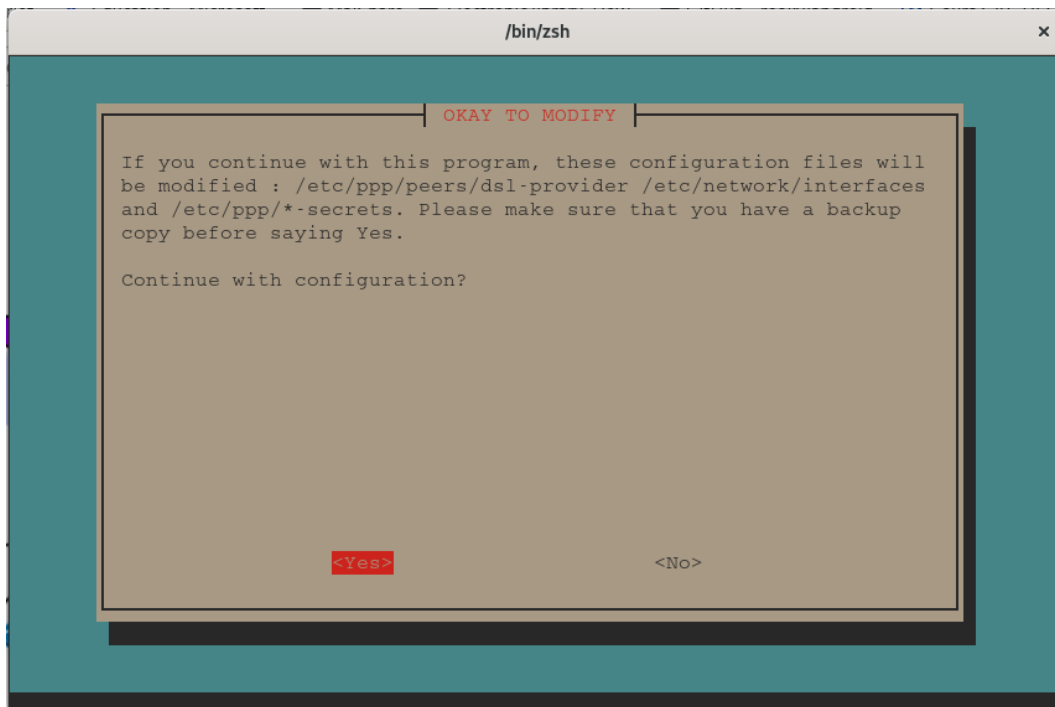 /bin/zsh
×
OKAY TO MODIFY
If you continue with this program, these configuration files will
be modified : /etc/ppp/peers/dsl-provider /etc/network/interfaces
and /etc/ppp/*-secrets. Please make sure that you have a backup
copy before saying Yes.
Continue with configuration?
<Yes> <No>